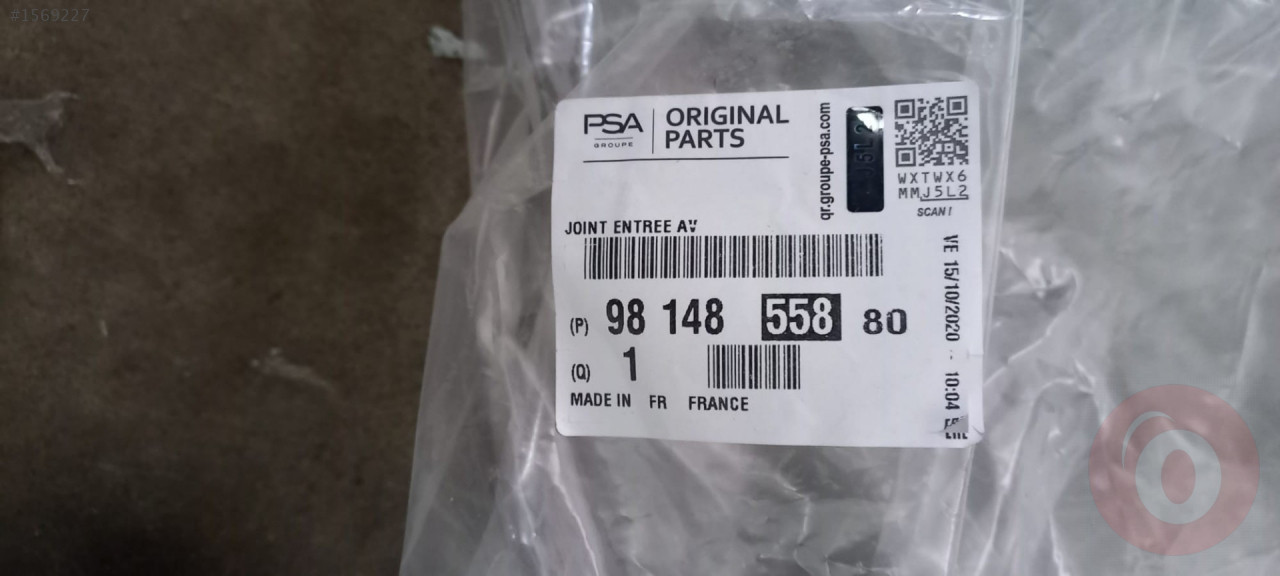 #1569227
PSA
GROUPE
ORIGINAL
PARTS
qr.groupe-psa.com
J5L2
WXTWX6
MMJ5L2
SCAN!
JOINT ENTREE AV
(P) 98 148 558 80
(Q) 1
MADE IN FR FRANCE
VE 15/10/2020 - 10:04